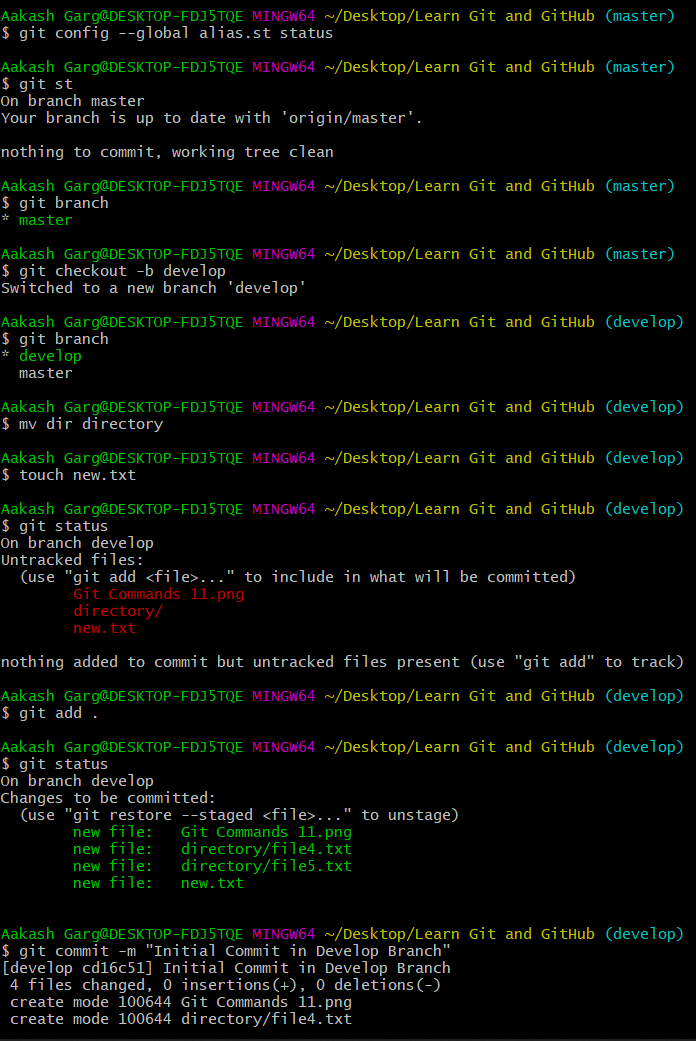 Aakash Garg@DESKTOP-FDJ5TQE MINGW64 ~/Desktop/Learn Git and GitHub (master)
$ git config --global alias.st status
Aakash Garg@DESKTOP-FDJ5TQE MINGW64 ~/Desktop/Learn Git and GitHub (master)
$ git st
On branch master
Your branch is up to date with 'origin/master'.
nothing to commit, working tree clean
Aakash Garg@DESKTOP-FDJ5TQE MINGW64 ~/Desktop/Learn Git and GitHub (master)
$ git branch
* master
Aakash Garg@DESKTOP-FDJ5TQE MINGW64 ~/Desktop/Learn Git and GitHub (master)
$ git checkout -b develop
Switched to a new branch 'develop'
Aakash Garg@DESKTOP-FDJ5TQE MINGW64 ~/Desktop/Learn Git and GitHub (develop)
$ git branch
* develop
  master
Aakash Garg@DESKTOP-FDJ5TQE MINGW64 ~/Desktop/Learn Git and GitHub (develop)
$ mv dir directory
Aakash Garg@DESKTOP-FDJ5TQE MINGW64 ~/Desktop/Learn Git and GitHub (develop)
$ touch new.txt
Aakash Garg@DESKTOP-FDJ5TQE MINGW64 ~/Desktop/Learn Git and GitHub (develop)
$ git status
On branch develop
Untracked files:
  (use "git add <file>..." to include in what will be committed)
        Git Commands 11.png
        directory/
        new.txt
nothing added to commit but untracked files present (use "git add" to track)
Aakash Garg@DESKTOP-FDJ5TQE MINGW64 ~/Desktop/Learn Git and GitHub (develop)
$ git add .
Aakash Garg@DESKTOP-FDJ5TQE MINGW64 ~/Desktop/Learn Git and GitHub (develop)
$ git status
On branch develop
Changes to be committed:
  (use "git restore --staged <file>..." to unstage)
        new file:   Git Commands 11.png
        new file:   directory/file4.txt
        new file:   directory/file5.txt
        new file:   new.txt
Aakash Garg@DESKTOP-FDJ5TQE MINGW64 ~/Desktop/Learn Git and GitHub (develop)
$ git commit -m "Initial Commit in Develop Branch"
[develop cd16c51] Initial Commit in Develop Branch
 4 files changed, 0 insertions(+), 0 deletions(-)
 create mode 100644 Git Commands 11.png
 create mode 100644 directory/file4.txt